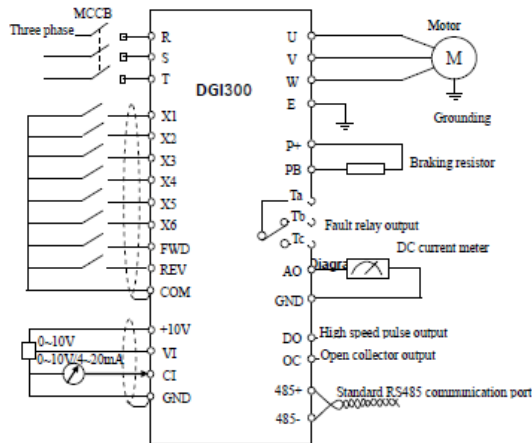 MCCB
Three phase
R
S
T
DGI300
X1
X2
X3
X4
X5
X6
FWD
REV
COM
+10V
0~10V
VI
0~10V/4~20mA
CI
GND
U
V
W
E
Motor
M
Grounding
P+
PB
Braking resistor
Ta
Tb
Tc
Fault relay output
DC current meter
Diagra
AO
GND
DO
High speed pulse output
OC
Open collector output
485+
Standard RS485 communication port
485-